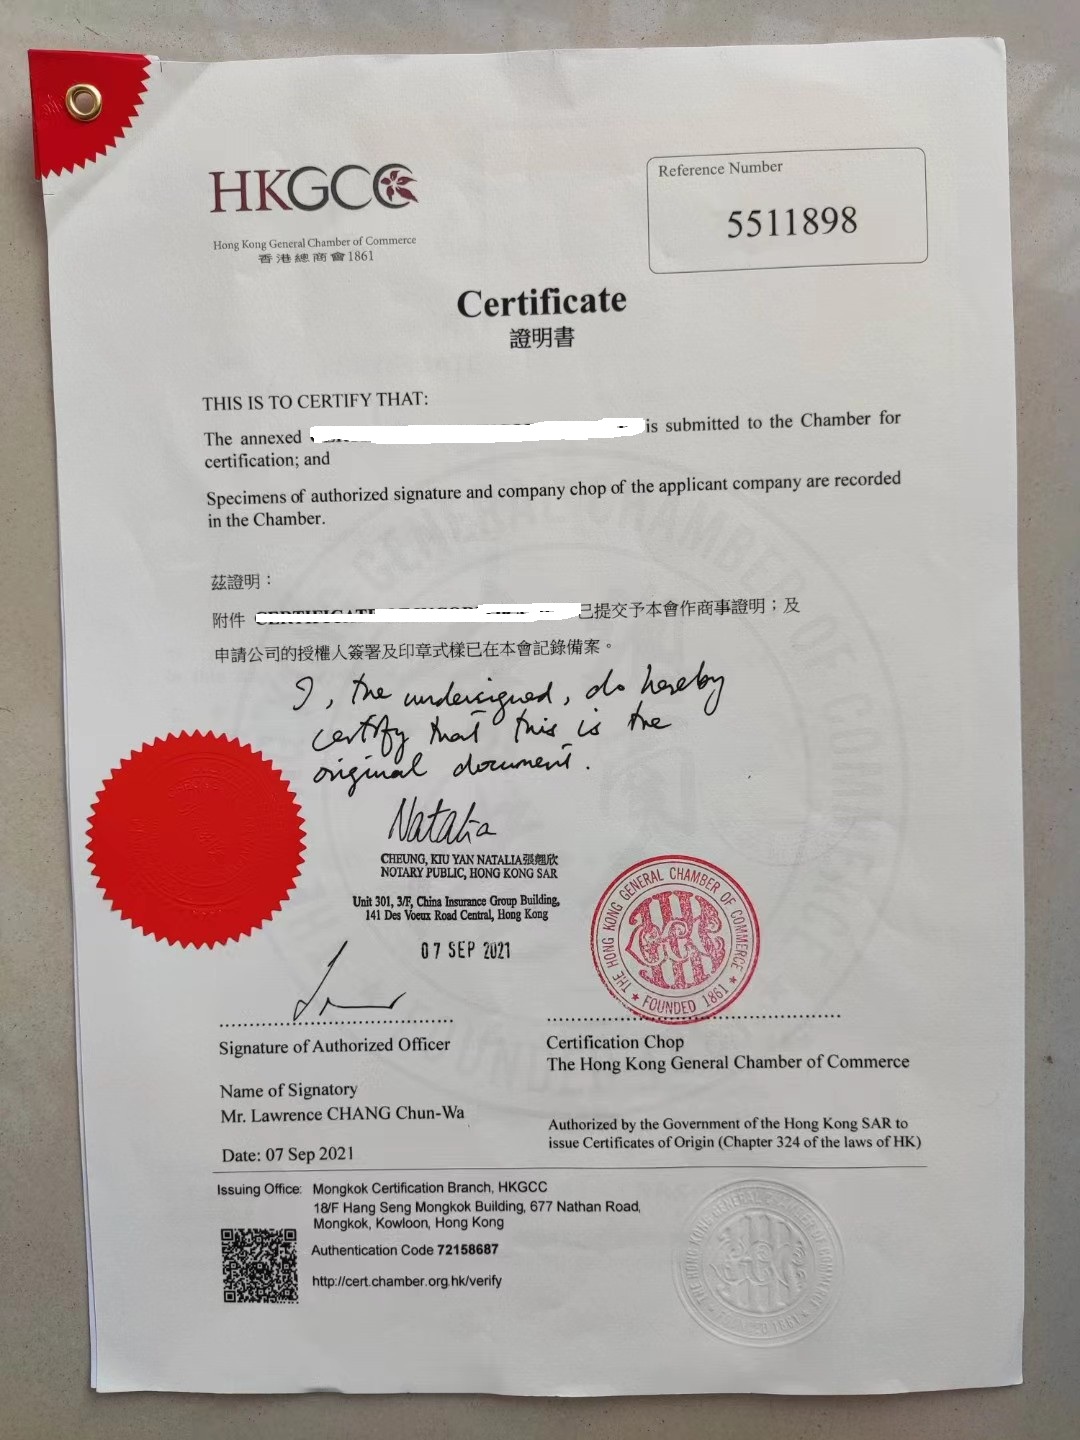 HKGCC
Hong Kong General Chamber of Commerce
香港總商會1861
Reference Number
5511898
Certificate
證明書
THIS IS TO CERTIFY THAT:
The annexed is submitted to the Chamber for
certification; and
Specimens of authorized signature and company chop of the applicant company are recorded
in the Chamber.
茲證明：
附件 已提交予本會作商事證明；及
申請公司的授權人簽署及印章式樣已在本會記錄備案。
I, the undersigned, do hereby
certify that this is the
original document.
Natalia
CHEUNG, KIU YAN NATALIA張翹欣
NOTARY PUBLIC, HONG KONG SAR
Unit 301, 3/F, China Insurance Group Building,
141 Des Voeux Road Central, Hong Kong
07 SEP 2021
THE HONG KONG GENERAL CHAMBER OF COMMERCE
★ FOUNDED 1861 ★
Signature of Authorized Officer
Certification Chop
The Hong Kong General Chamber of Commerce
Name of Signatory
Mr. Lawrence CHANG Chun-Wa
Authorized by the Government of the Hong Kong SAR to
issue Certificates of Origin (Chapter 324 of the laws of HK)
Date: 07 Sep 2021
Issuing Office: Mongkok Certification Branch, HKGCC
18/F Hang Seng Mongkok Building, 677 Nathan Road,
Mongkok, Kowloon, Hong Kong
Authentication Code 72158687
http://cert.chamber.org.hk/verify
THE HONG KONG GENERAL CHAMBER OF COMMERCE
FOUNDED 1861